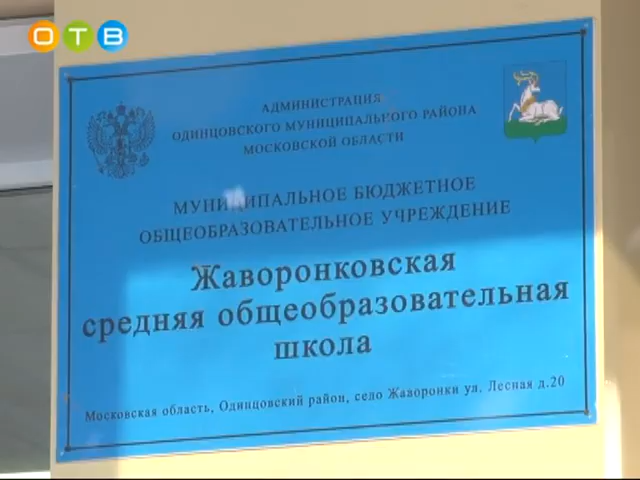 ОТВ
АДМИНИСТРАЦИЯ
ОДИНЦОВСКОГО МУНИЦИПАЛЬНОГО РАЙОНА
МОСКОВСКОЙ ОБЛАСТИ
МУНИЦИПАЛЬНОЕ БЮДЖЕТНОЕ
ОБЩЕОБРАЗОВАТЕЛЬНОЕ УЧРЕЖДЕНИЕ
Жаворонковская
средняя общеобразовательная
школа
Московская область, Одинцовский район, село Жаворонки ул. Лесная д.20